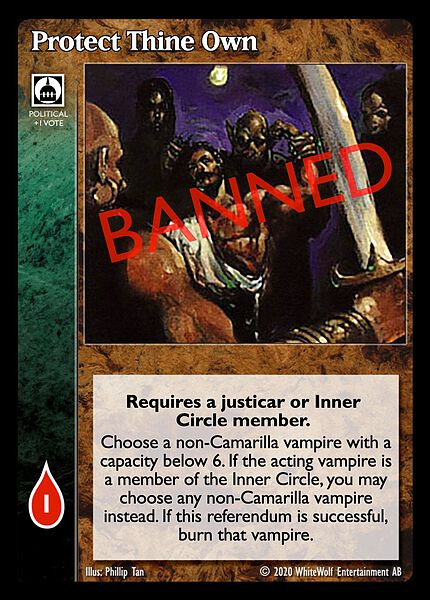 Protect Thine Own
POLITICAL
+1 VOTE
BANNED
Requires a justicar or Inner
Circle member.
Choose a non-Camarilla vampire with a
capacity below 6. If the acting vampire is
a member of the Inner Circle, you may
choose any non-Camarilla vampire
instead. If this referendum is successful,
burn that vampire.
1
Illus: Phillip Tan
© 2020 WhiteWolf Entertainment AB